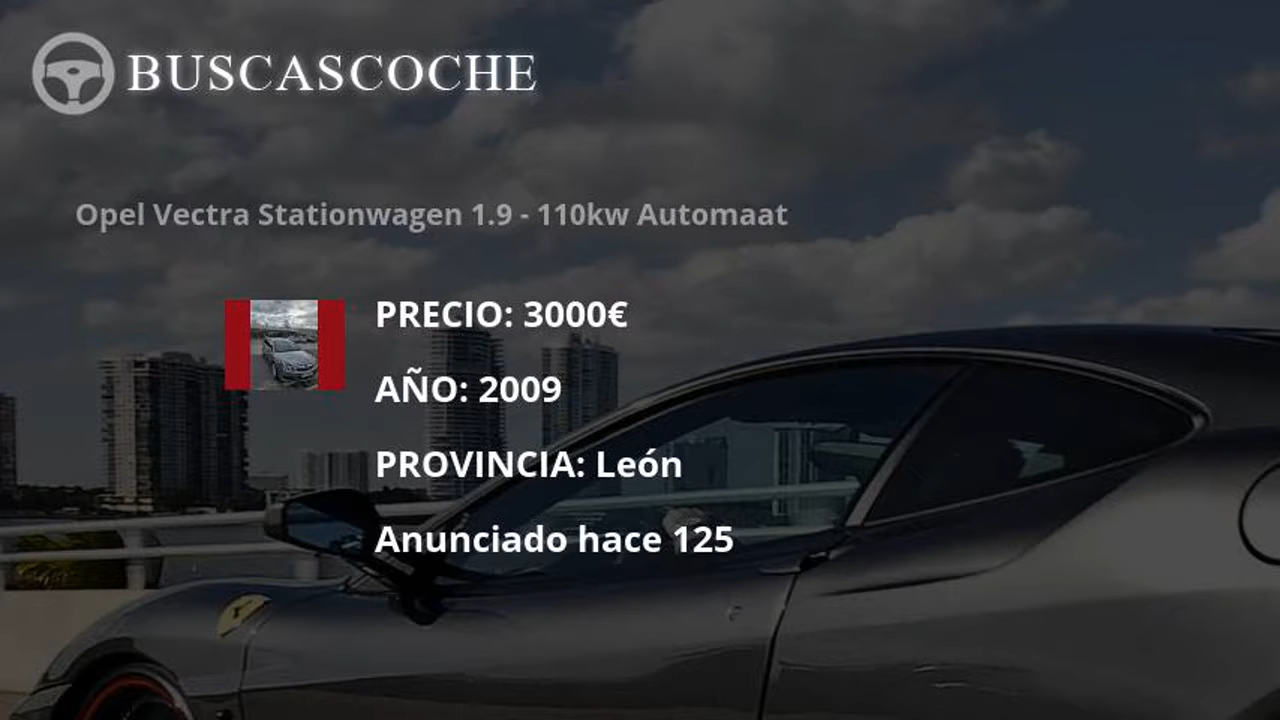 BUSCASCOCHE
Opel Vectra Stationwagen 1.9 - 110kw Automaat
PRECIO: 3000€
AÑO: 2009
PROVINCIA: León
Anunciado hace 125